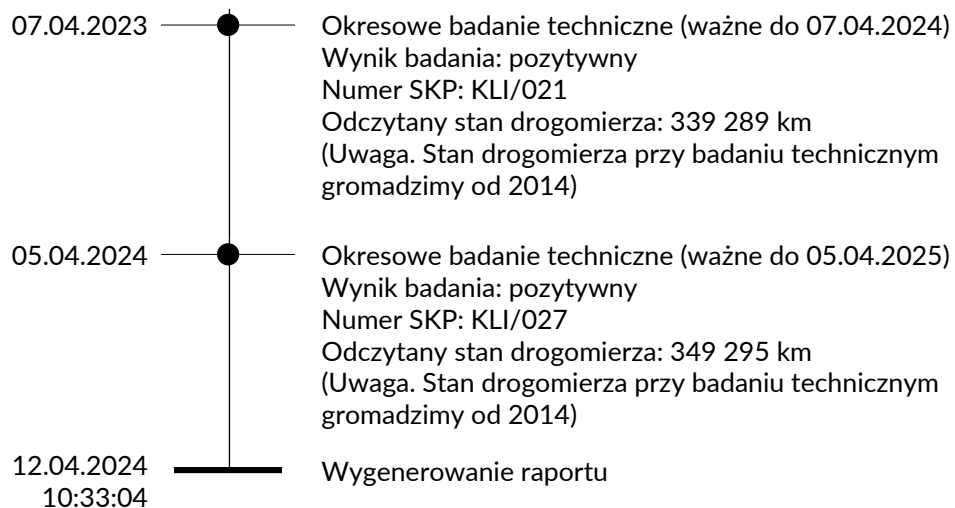 07.04.2023
Okresowe badanie techniczne (ważne do 07.04.2024)
Wynik badania: pozytywny
Numer SKP: KLI/021
Odczytany stan drogomierza: 339 289 km
(Uwaga. Stan drogomierza przy badaniu technicznym
gromadzimy od 2014)
05.04.2024
Okresowe badanie techniczne (ważne do 05.04.2025)
Wynik badania: pozytywny
Numer SKP: KLI/027
Odczytany stan drogomierza: 349 295 km
(Uwaga. Stan drogomierza przy badaniu technicznym
gromadzimy od 2014)
12.04.2024
10:33:04
Wygenerowanie raportu